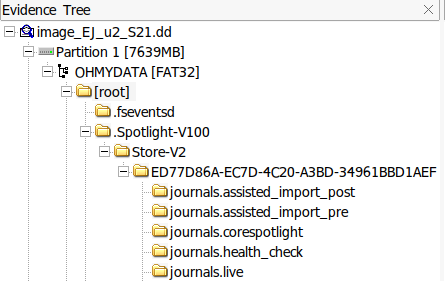 Evidence Tree
image_EJ_u2_S21.dd
Partition 1 [7639MB]
OHMYDATA [FAT32]
[root]
.fseventsd
.Spotlight-V100
Store-V2
ED77D86A-EC7D-4C20-A3BD-34961BBD1AEF
journals.assisted_import_post
journals.assisted_import_pre
journals.corespotlight
journals.health_check
journals.live